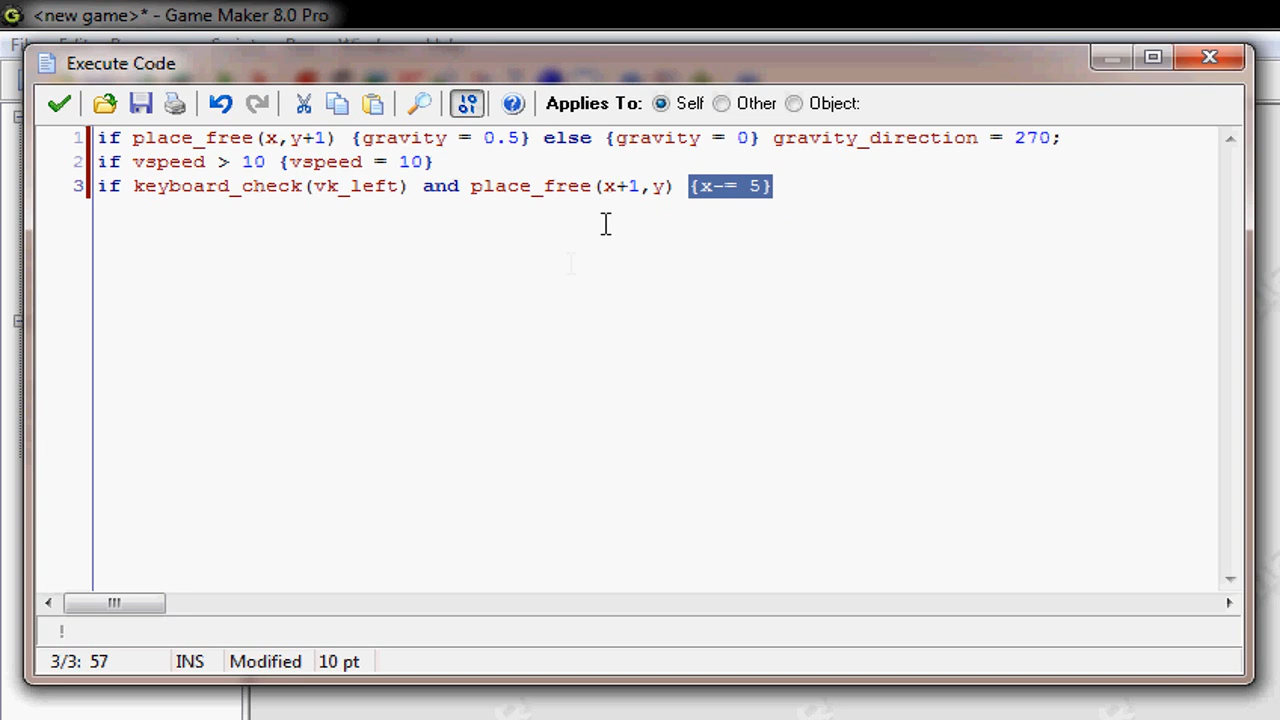 <new game>* - Game Maker 8.0 Pro
Execute Code
Applies To: Self Other Object:
1 if place_free(x,y+1) {gravity = 0.5} else {gravity = 0} gravity_direction = 270;
2 if vspeed > 10 {vspeed = 10}
3 if keyboard_check(vk_left) and place_free(x+1,y) {x-= 5}
!
3/3: 57 INS Modified 10 pt